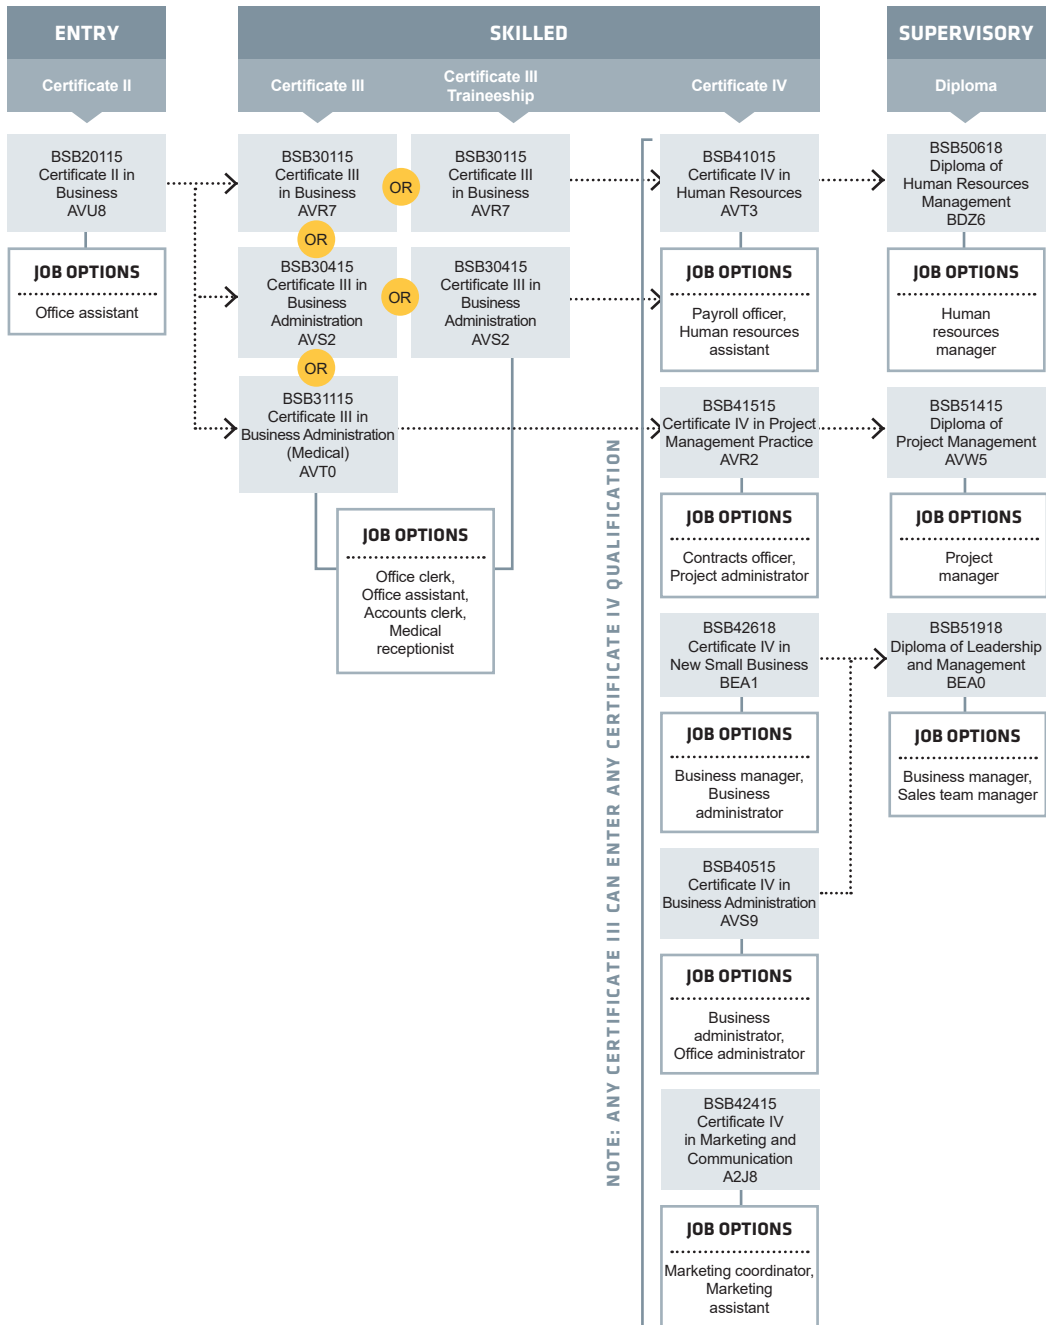 ENTRY
SKILLED
SUPERVISORY
Certificate II
Certificate III
Certificate III
Traineeship
Certificate IV
Diploma
BSB20115
Certificate II in
Business
AVU8
JOB OPTIONS
Office assistant
BSB30115
Certificate III
in Business
AVR7
OR
BSB30115
Certificate III
in Business
AVR7
OR
BSB30415
Certificate III in
Business
Administration
AVS2
OR
BSB30415
Certificate III in
Business
Administration
AVS2
OR
BSB31115
Certificate III in
Business Administration
(Medical)
AVT0
JOB OPTIONS
Office clerk,
Office assistant,
Accounts clerk,
Medical
receptionist
NOTE: ANY CERTIFICATE III CAN ENTER ANY CERTIFICATE IV QUALIFICATION
BSB41015
Certificate IV in
Human Resources
AVT3
JOB OPTIONS
Payroll officer,
Human resources
assistant
BSB41515
Certificate IV in Project
Management Practice
AVR2
JOB OPTIONS
Contracts officer,
Project administrator
BSB42618
Certificate IV in
New Small Business
BEA1
JOB OPTIONS
Business manager,
Business
administrator
BSB40515
Certificate IV in
Business Administration
AVS9
JOB OPTIONS
Business
administrator,
Office administrator
BSB42415
Certificate IV
in Marketing and
Communication
A2J8
JOB OPTIONS
Marketing coordinator,
Marketing
assistant
BSB50618
Diploma of
Human Resources
Management
BDZ6
JOB OPTIONS
Human
resources
manager
BSB51415
Diploma of
Project Management
AVW5
JOB OPTIONS
Project
manager
BSB51918
Diploma of Leadership
and Management
BEA0
JOB OPTIONS
Business manager,
Sales team manager